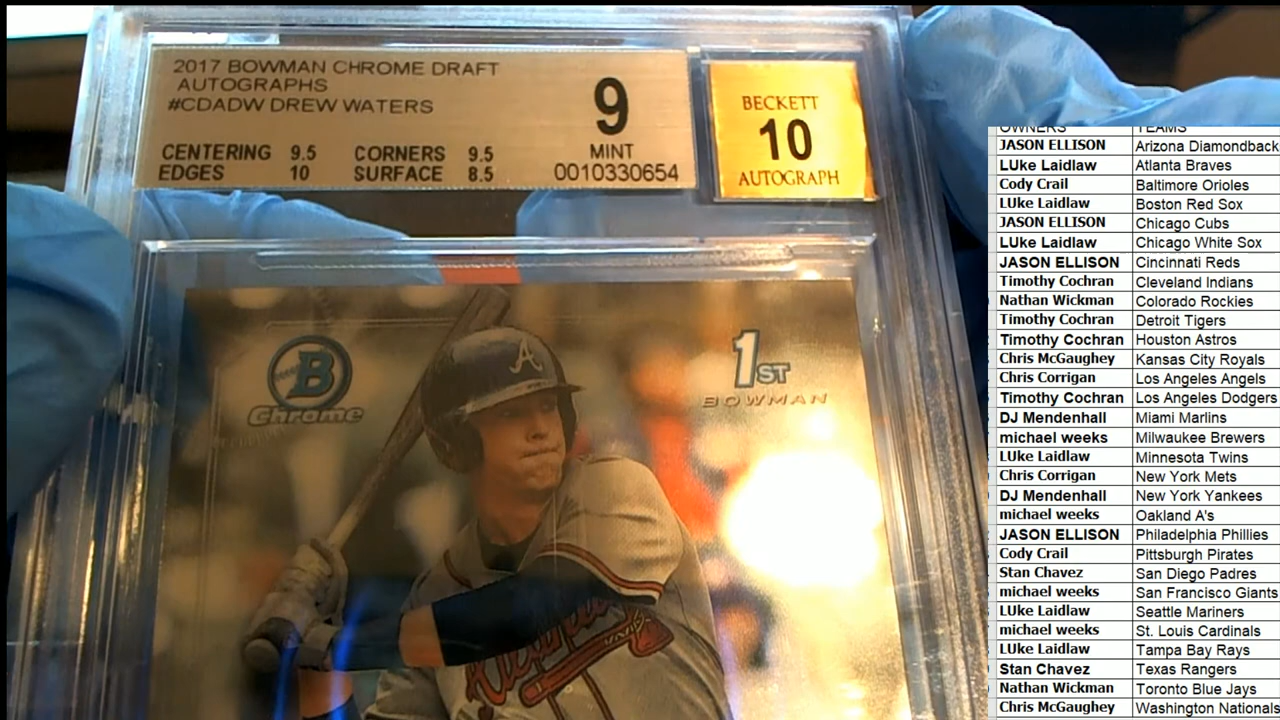 2017 BOWMAN CHROME DRAFT
AUTOGRAPHS
#CDADW DREW WATERS
CENTERING 9.5 CORNERS 9.5
EDGES 10 SURFACE 8.5
9
MINT
0010330654
BECKETT
10
AUTOGRAPH
B
Chrome
1ST
BOWMAN
A
OWNERS TEAMS
JASON ELLISON Arizona Diamondback
LUke Laidlaw Atlanta Braves
Cody Crail Baltimore Orioles
LUke Laidlaw Boston Red Sox
JASON ELLISON Chicago Cubs
LUke Laidlaw Chicago White Sox
JASON ELLISON Cincinnati Reds
Timothy Cochran Cleveland Indians
Nathan Wickman Colorado Rockies
Timothy Cochran Detroit Tigers
Timothy Cochran Houston Astros
Chris McGaughey Kansas City Royals
Chris Corrigan Los Angeles Angels
Timothy Cochran Los Angeles Dodgers
DJ Mendenhall Miami Marlins
michael weeks Milwaukee Brewers
LUke Laidlaw Minnesota Twins
Chris Corrigan New York Mets
DJ Mendenhall New York Yankees
michael weeks Oakland A's
JASON ELLISON Philadelphia Phillies
Cody Crail Pittsburgh Pirates
Stan Chavez San Diego Padres
michael weeks San Francisco Giants
LUke Laidlaw Seattle Mariners
michael weeks St. Louis Cardinals
LUke Laidlaw Tampa Bay Rays
Stan Chavez Texas Rangers
Nathan Wickman Toronto Blue Jays
Chris McGaughey Washington Nationals